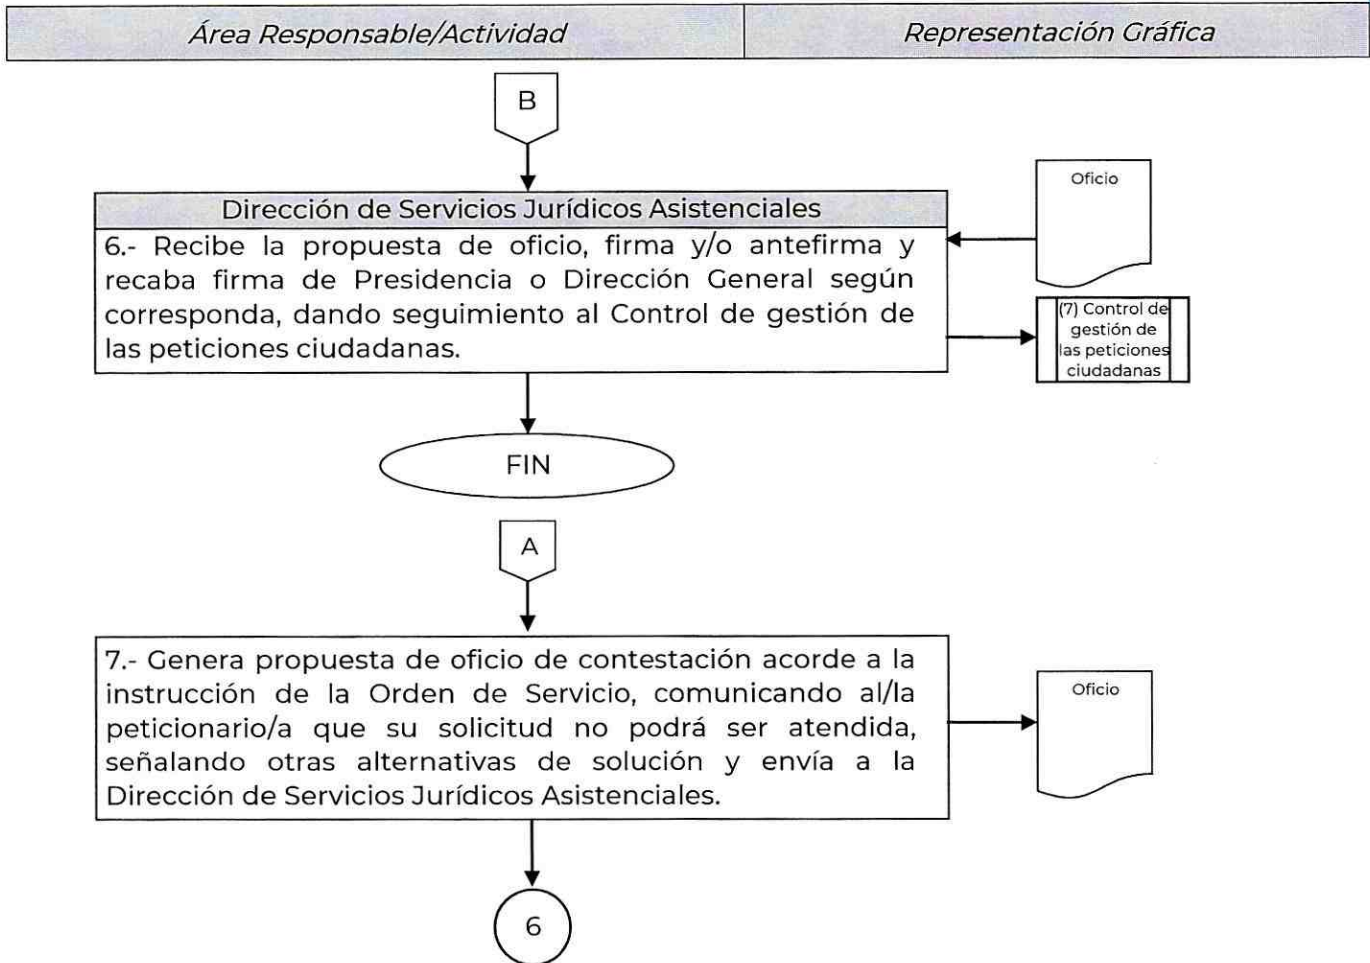 Área Responsable/Actividad
Representación Gráfica
B
Oficio
Dirección de Servicios Jurídicos Asistenciales
6.- Recibe la propuesta de oficio, firma y/o antefirma y
recaba firma de Presidencia o Dirección General según
corresponda, dando seguimiento al Control de gestión de
las peticiones ciudadanas.
(7) Control de
gestión de
las peticiones
ciudadanas
FIN
A
7.- Genera propuesta de oficio de contestación acorde a la
instrucción de la Orden de Servicio, comunicando al/la
peticionario/a que su solicitud no podrá ser atendida,
señalando otras alternativas de solución y envía a la
Dirección de Servicios Jurídicos Asistenciales.
Oficio
6